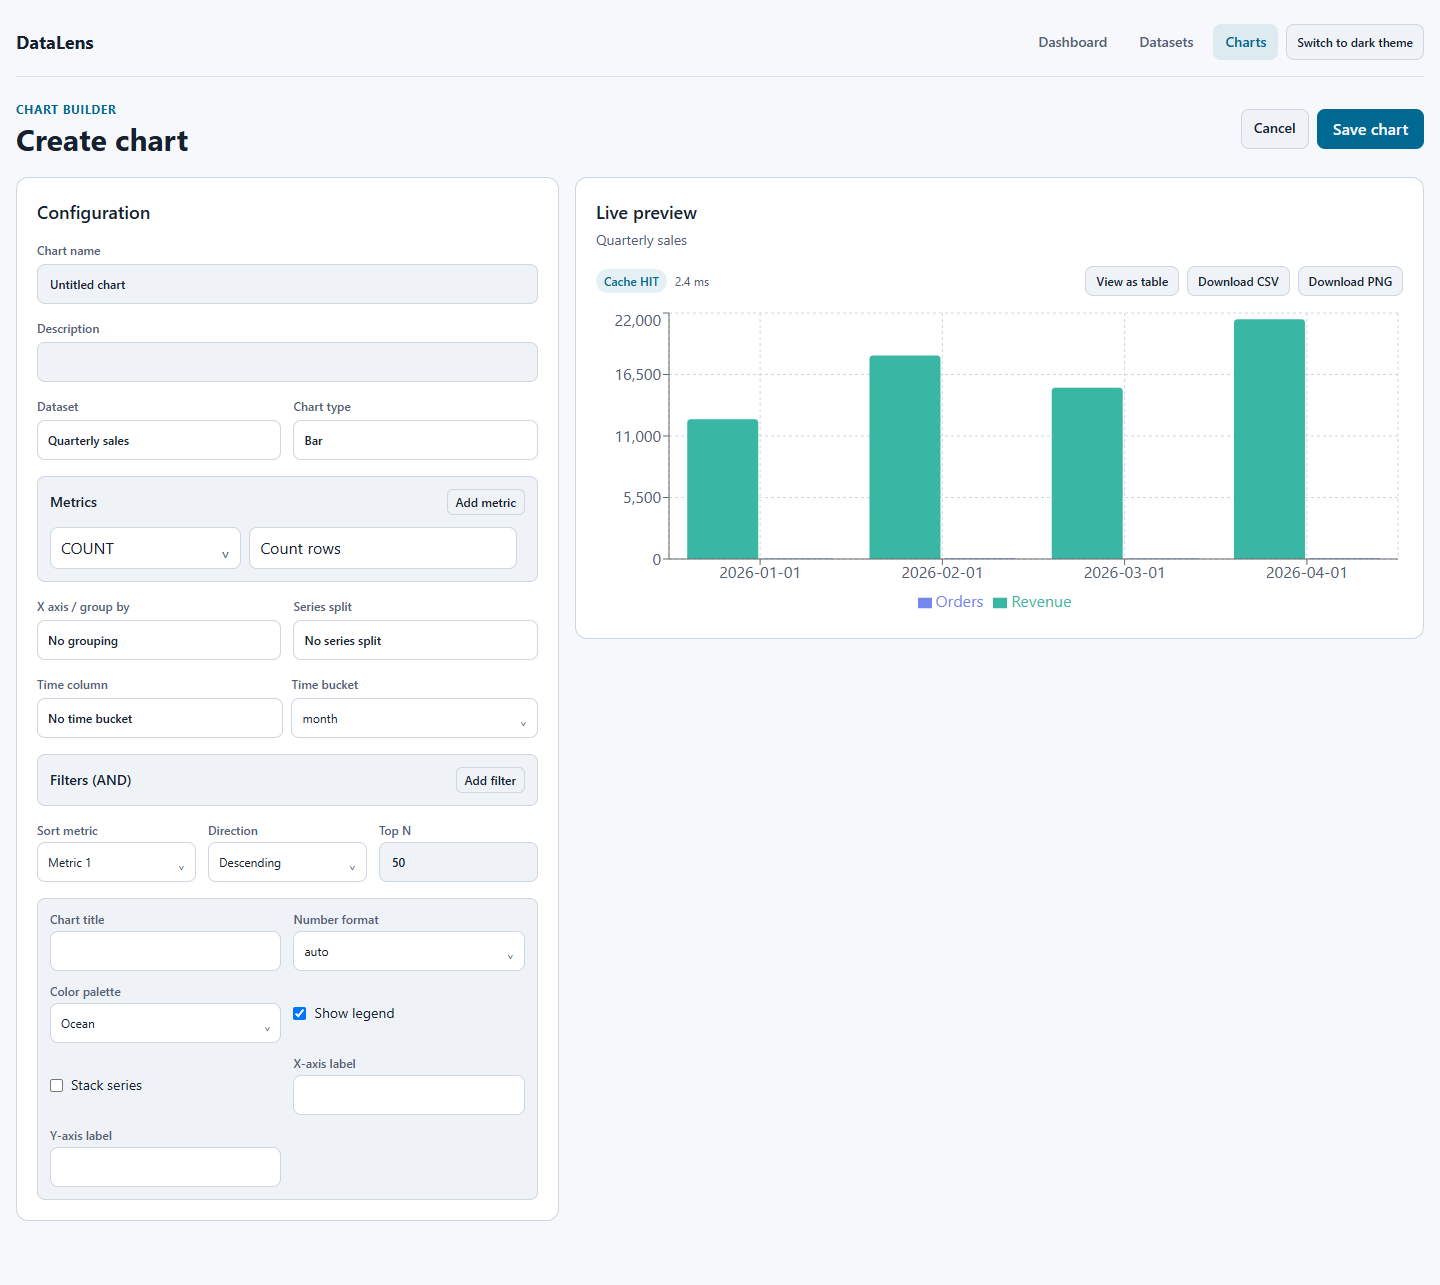 DataLens
Dashboard
Datasets
Charts
Switch to dark theme
CHART BUILDER
Create chart
Cancel
Save chart
Configuration
Chart name
Untitled chart
Description
Dataset
Chart type
Quarterly sales
Bar
Metrics
Add metric
COUNT
Count rows
X axis / group by
Series split
No grouping
No series split
Time column
Time bucket
No time bucket
month
Filters (AND)
Add filter
Sort metric
Direction
Top N
Metric 1
Descending
50
Chart title
Number format
auto
Color palette
Ocean
Show legend
Stack series
X-axis label
Y-axis label
Live preview
Quarterly sales
Cache HIT
2.4 ms
View as table
Download CSV
Download PNG
22,000
16,500
11,000
5,500
0
2026-01-01
2026-02-01
2026-03-01
2026-04-01
Orders
Revenue